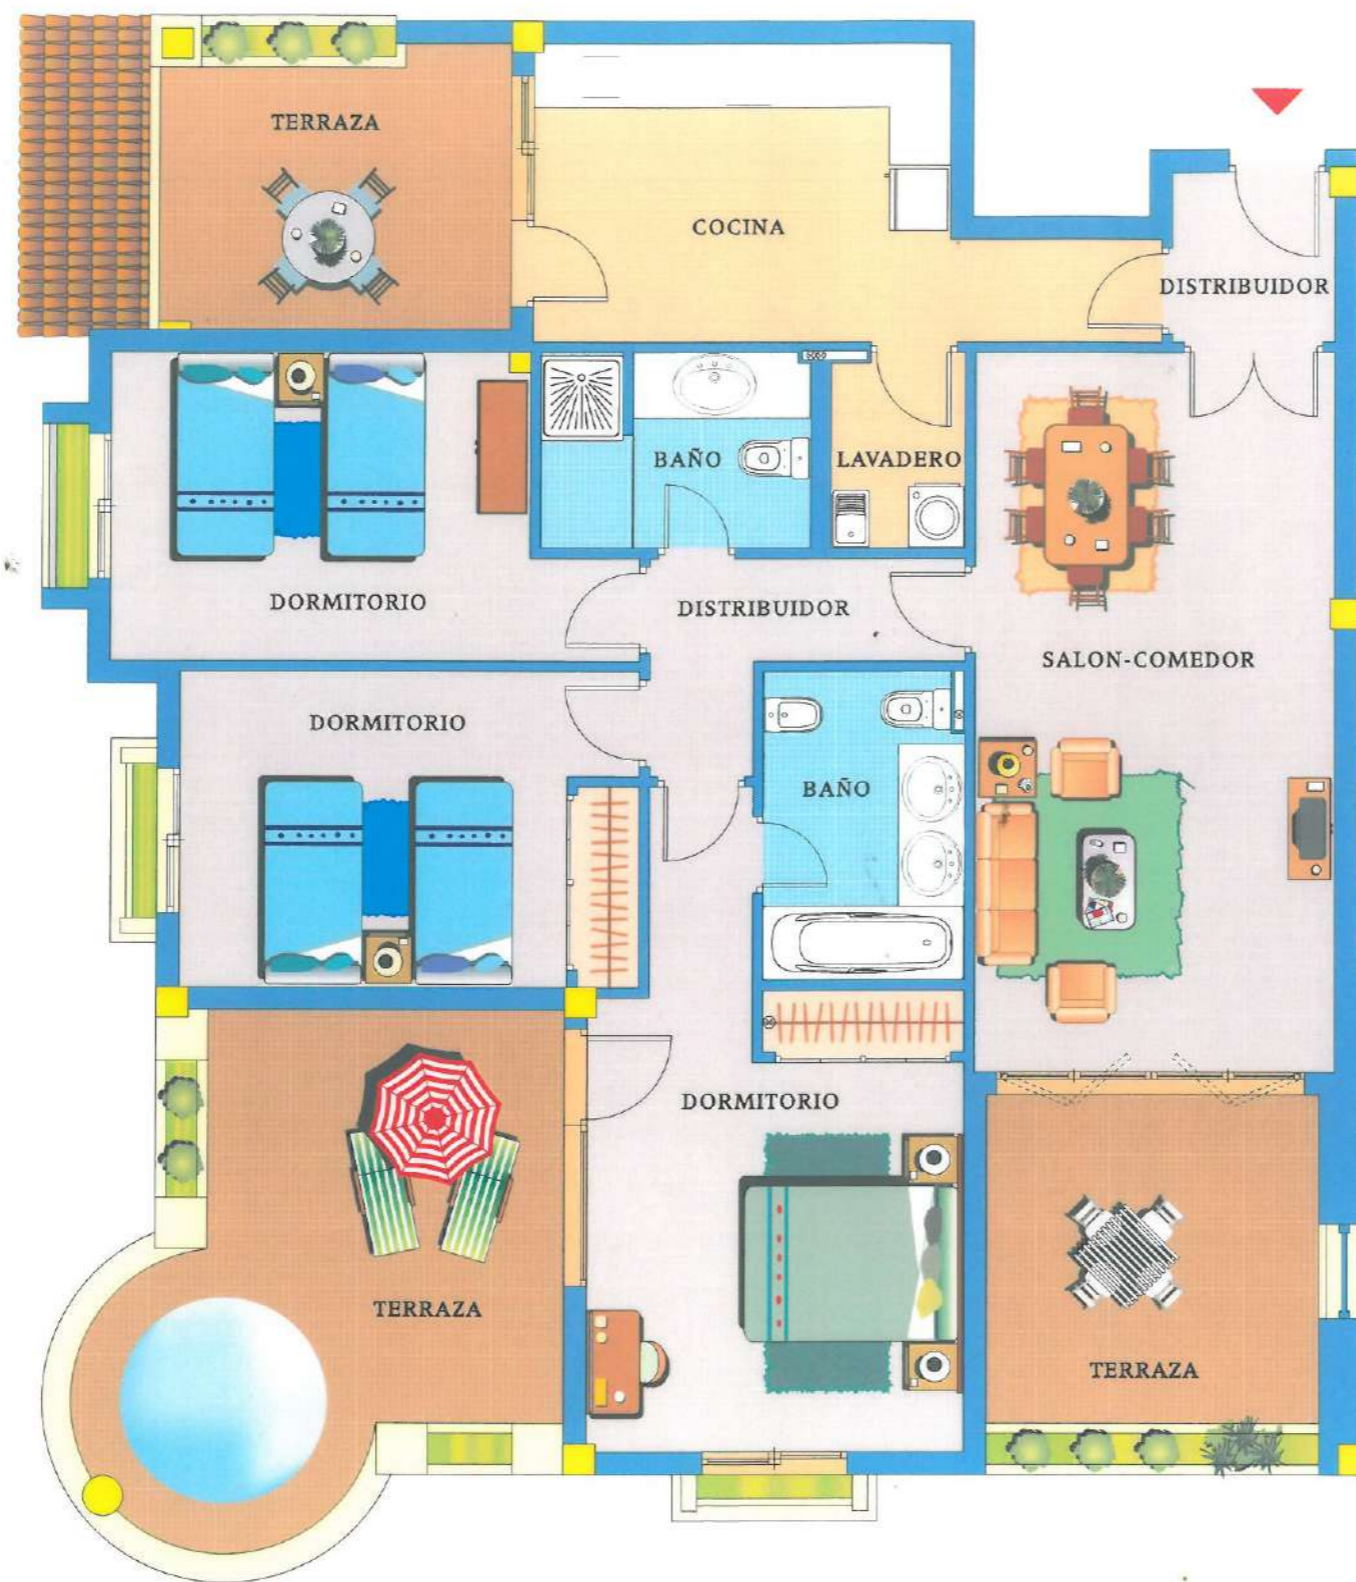 TERRAZA
COCINA
DISTRIBUIDOR
BAÑO
LAVADERO
DORMITORIO
DISTRIBUIDOR
SALON-COMEDOR
DORMITORIO
BAÑO
DORMITORIO
TERRAZA
TERRAZA